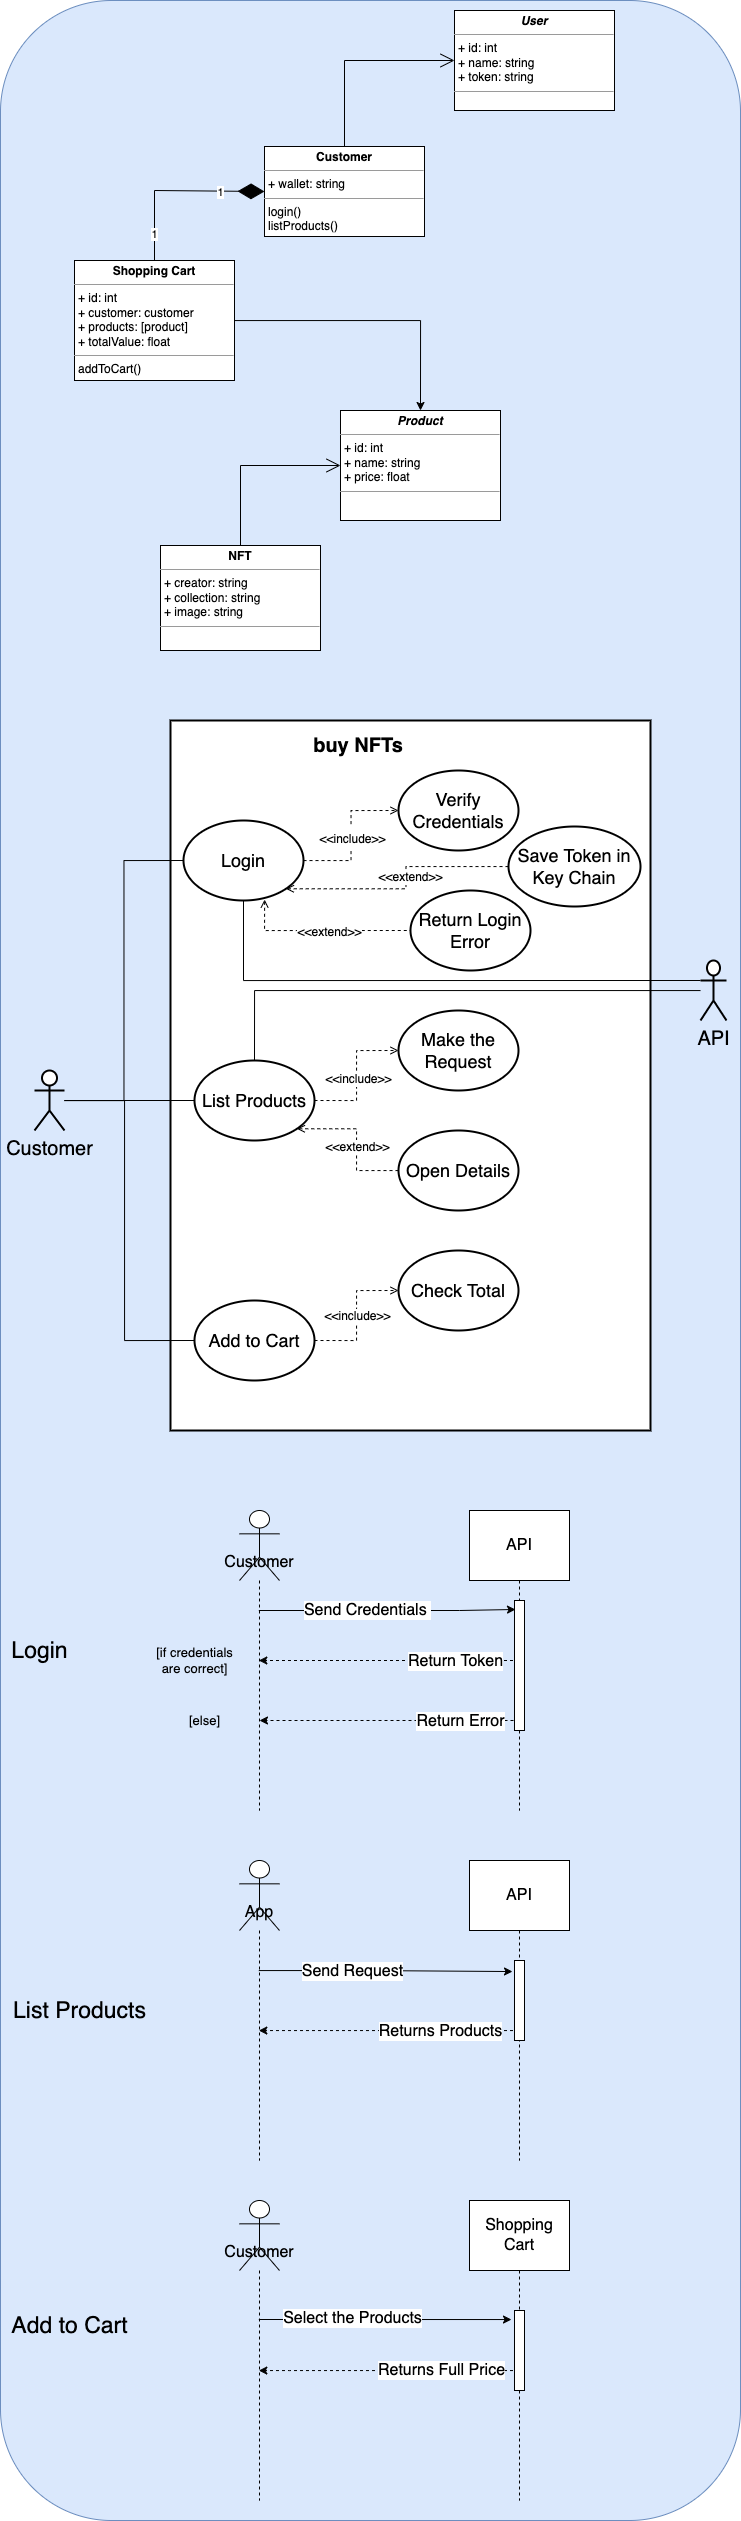 User
+ id: int
+ name: string
+ token: string
Customer
+ wallet: string
login()
listProducts()
1
1
Shopping Cart
+ id: int
+ customer: customer
+ products: [product]
+ totalValue: float
addToCart()
Product
+ id: int
+ name: string
+ price: float
NFT
+ creator: string
+ collection: string
+ image: string
buy NFTs
Verify
Credentials
<<include>>
Login
Save Token in
Key Chain
<<extend>>
Return Login
Error
<<extend>>
API
Make the
Request
<<include>>
List Products
Customer
<<extend>>
Open Details
Check Total
<<include>>
Add to Cart
Customer
API
Send Credentials
Login
[if credentials
are correct]
Return Token
[else]
Return Error
App
API
Send Request
List Products
Returns Products
Customer
Shopping
Cart
Select the Products
Add to Cart
Returns Full Price